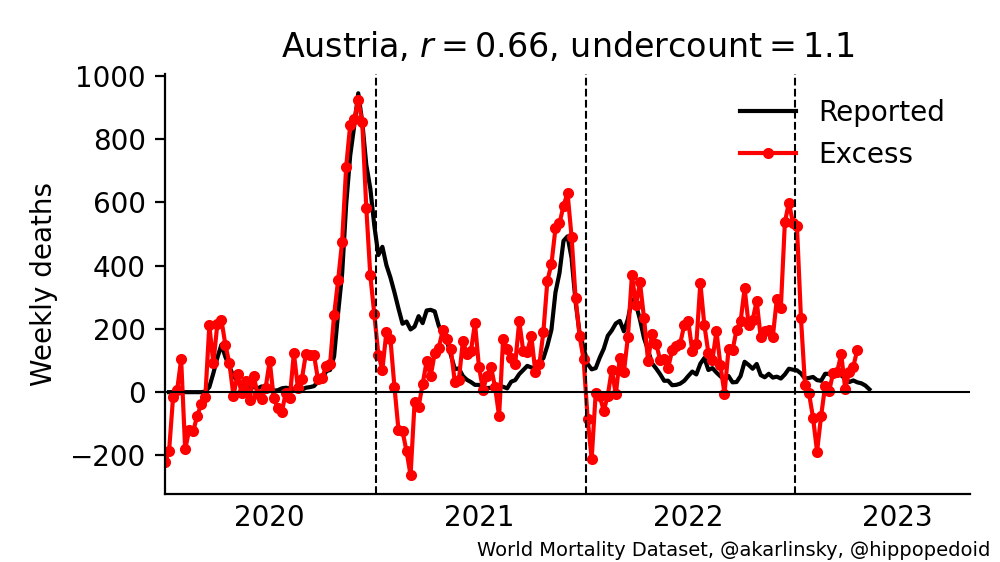 Austria, r = 0.66, undercount = 1.1
Reported
Excess
Weekly deaths
1000
800
600
400
200
0
−200
2020 2021 2022 2023
World Mortality Dataset, @akarlinsky, @hippopedoid